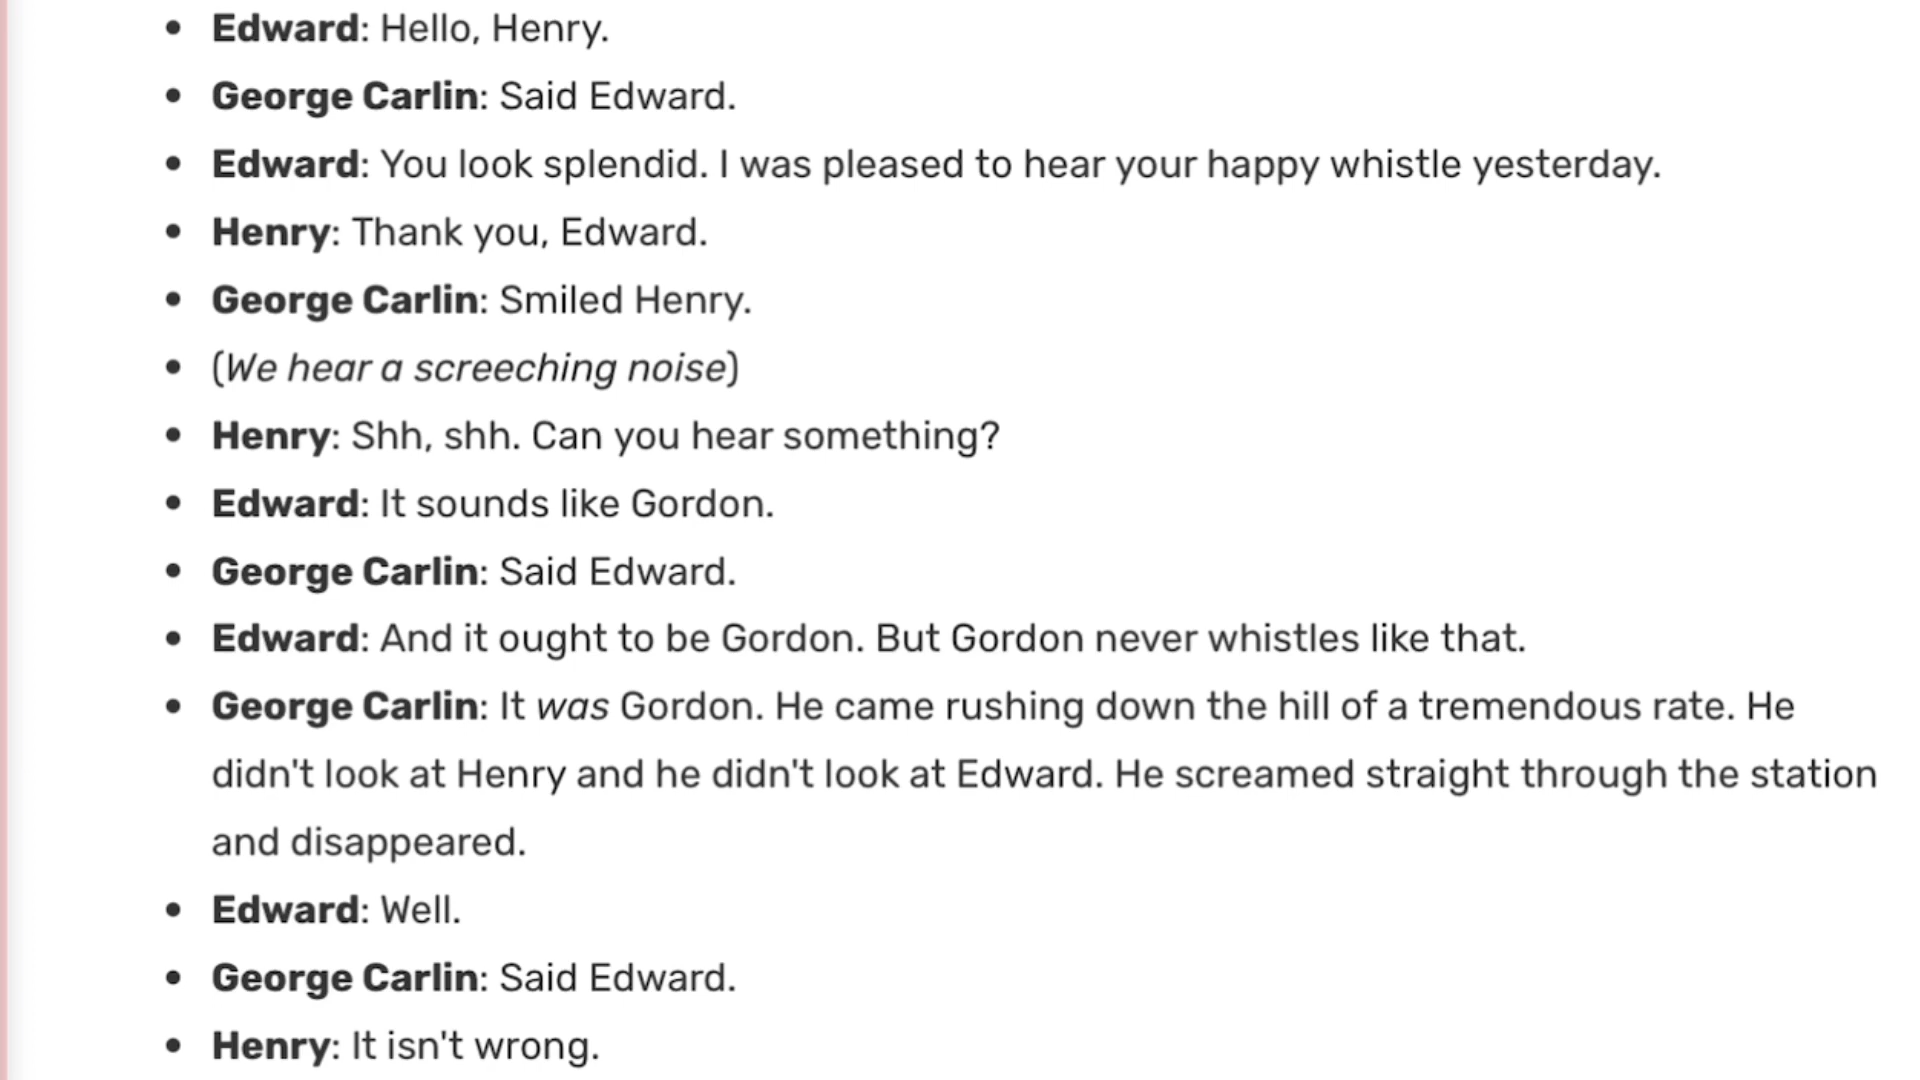 • Edward: Hello, Henry.
• George Carlin: Said Edward.
• Edward: You look splendid. I was pleased to hear your happy whistle yesterday.
• Henry: Thank you, Edward.
• George Carlin: Smiled Henry.
• (We hear a screeching noise)
• Henry: Shh, shh. Can you hear something?
• Edward: It sounds like Gordon.
• George Carlin: Said Edward.
• Edward: And it ought to be Gordon. But Gordon never whistles like that.
• George Carlin: It was Gordon. He came rushing down the hill of a tremendous rate. He
didn't look at Henry and he didn't look at Edward. He screamed straight through the station
and disappeared.
• Edward: Well.
• George Carlin: Said Edward.
• Henry: It isn't wrong.